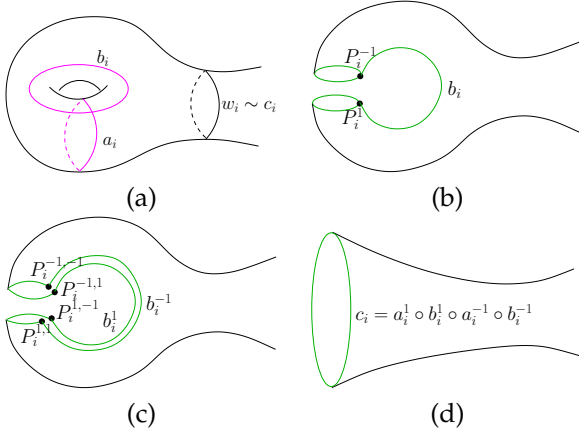 b_i
w_i ∼ c_i
a_i
(a)
P_i^{-1}
b_i
P_i^1
(b)
P_i^{-1,-1}
P_i^{-1,1}
P_i^{1,-1}
b_i^1
b_i^{-1}
P_i^{1,1}
(c)
c_i = a_i^1 ∘ b_i^1 ∘ a_i^{-1} ∘ b_i^{-1}
(d)